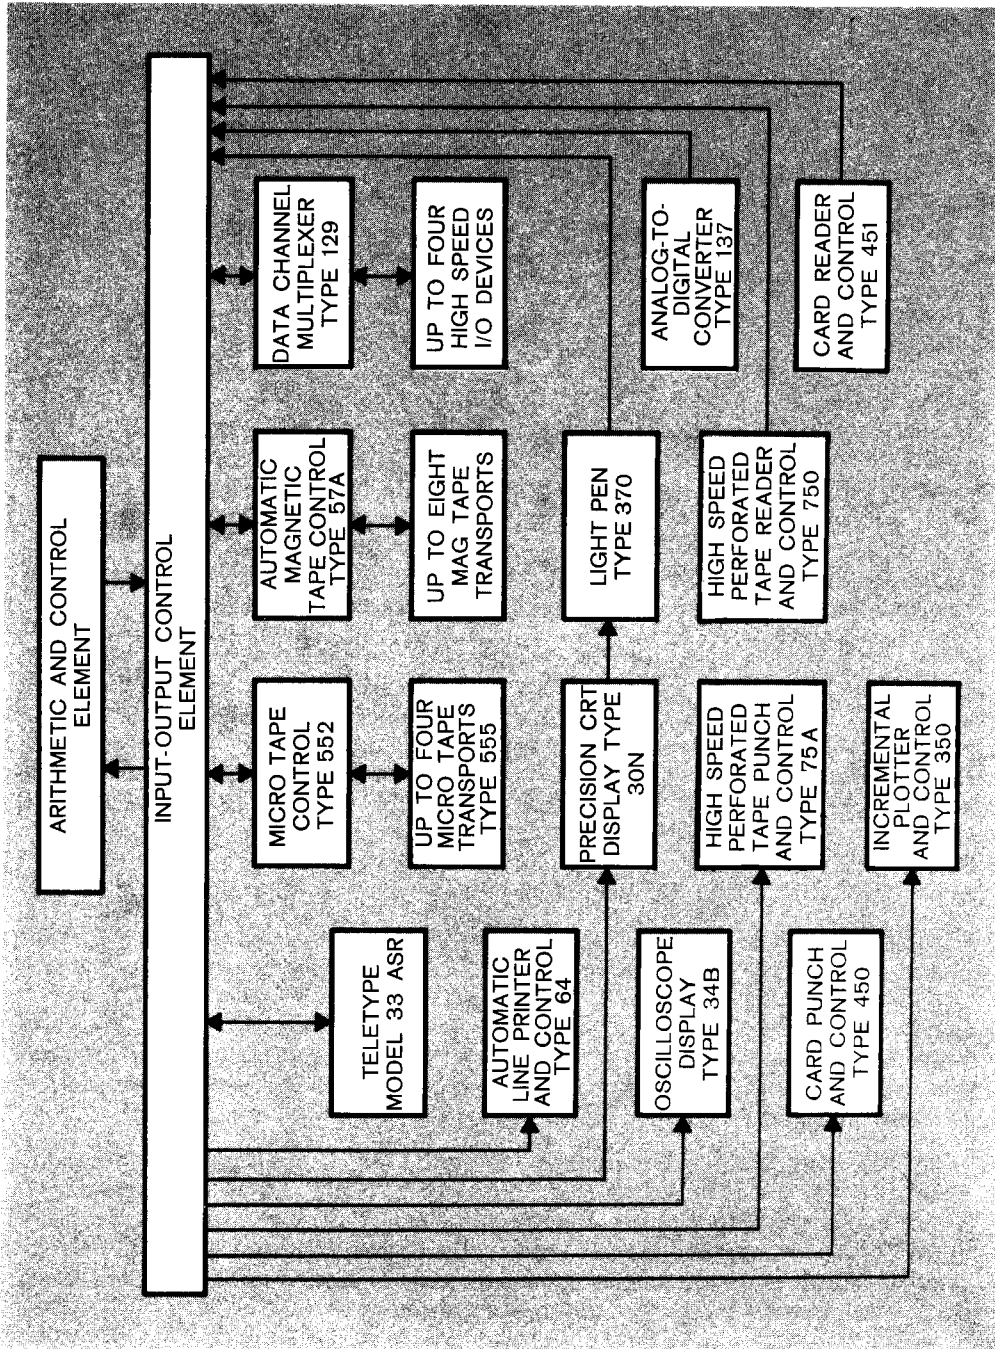 ARITHMETIC AND CONTROL
ELEMENT
INPUT-OUTPUT CONTROL
ELEMENT
TELETYPE
MODEL 33 ASR
MICRO TAPE
CONTROL
TYPE 552
AUTOMATIC
MAGNETIC
TAPE CONTROL
TYPE 57A
DATA CHANNEL
MULTIPLEXER
TYPE 129
UP TO FOUR
MICRO TAPE
TRANSPORTS
TYPE 555
UP TO EIGHT
MAG TAPE
TRANSPORTS
UP TO FOUR
HIGH SPEED
I/O DEVICES
AUTOMATIC
LINE PRINTER
AND CONTROL
TYPE 64
PRECISION CRT
DISPLAY TYPE
30N
LIGHT PEN
TYPE 370
OSCILLOSCOPE
DISPLAY
TYPE 34B
ANALOG-TO-
DIGITAL
CONVERTER
TYPE 137
HIGH SPEED
PERFORATED
TAPE PUNCH
AND CONTROL
TYPE 75A
HIGH SPEED
PERFORATED
TAPE READER
AND CONTROL
TYPE 750
CARD PUNCH
AND CONTROL
TYPE 450
CARD READER
AND CONTROL
TYPE 451
INCREMENTAL
PLOTTER
AND CONTROL
TYPE 350